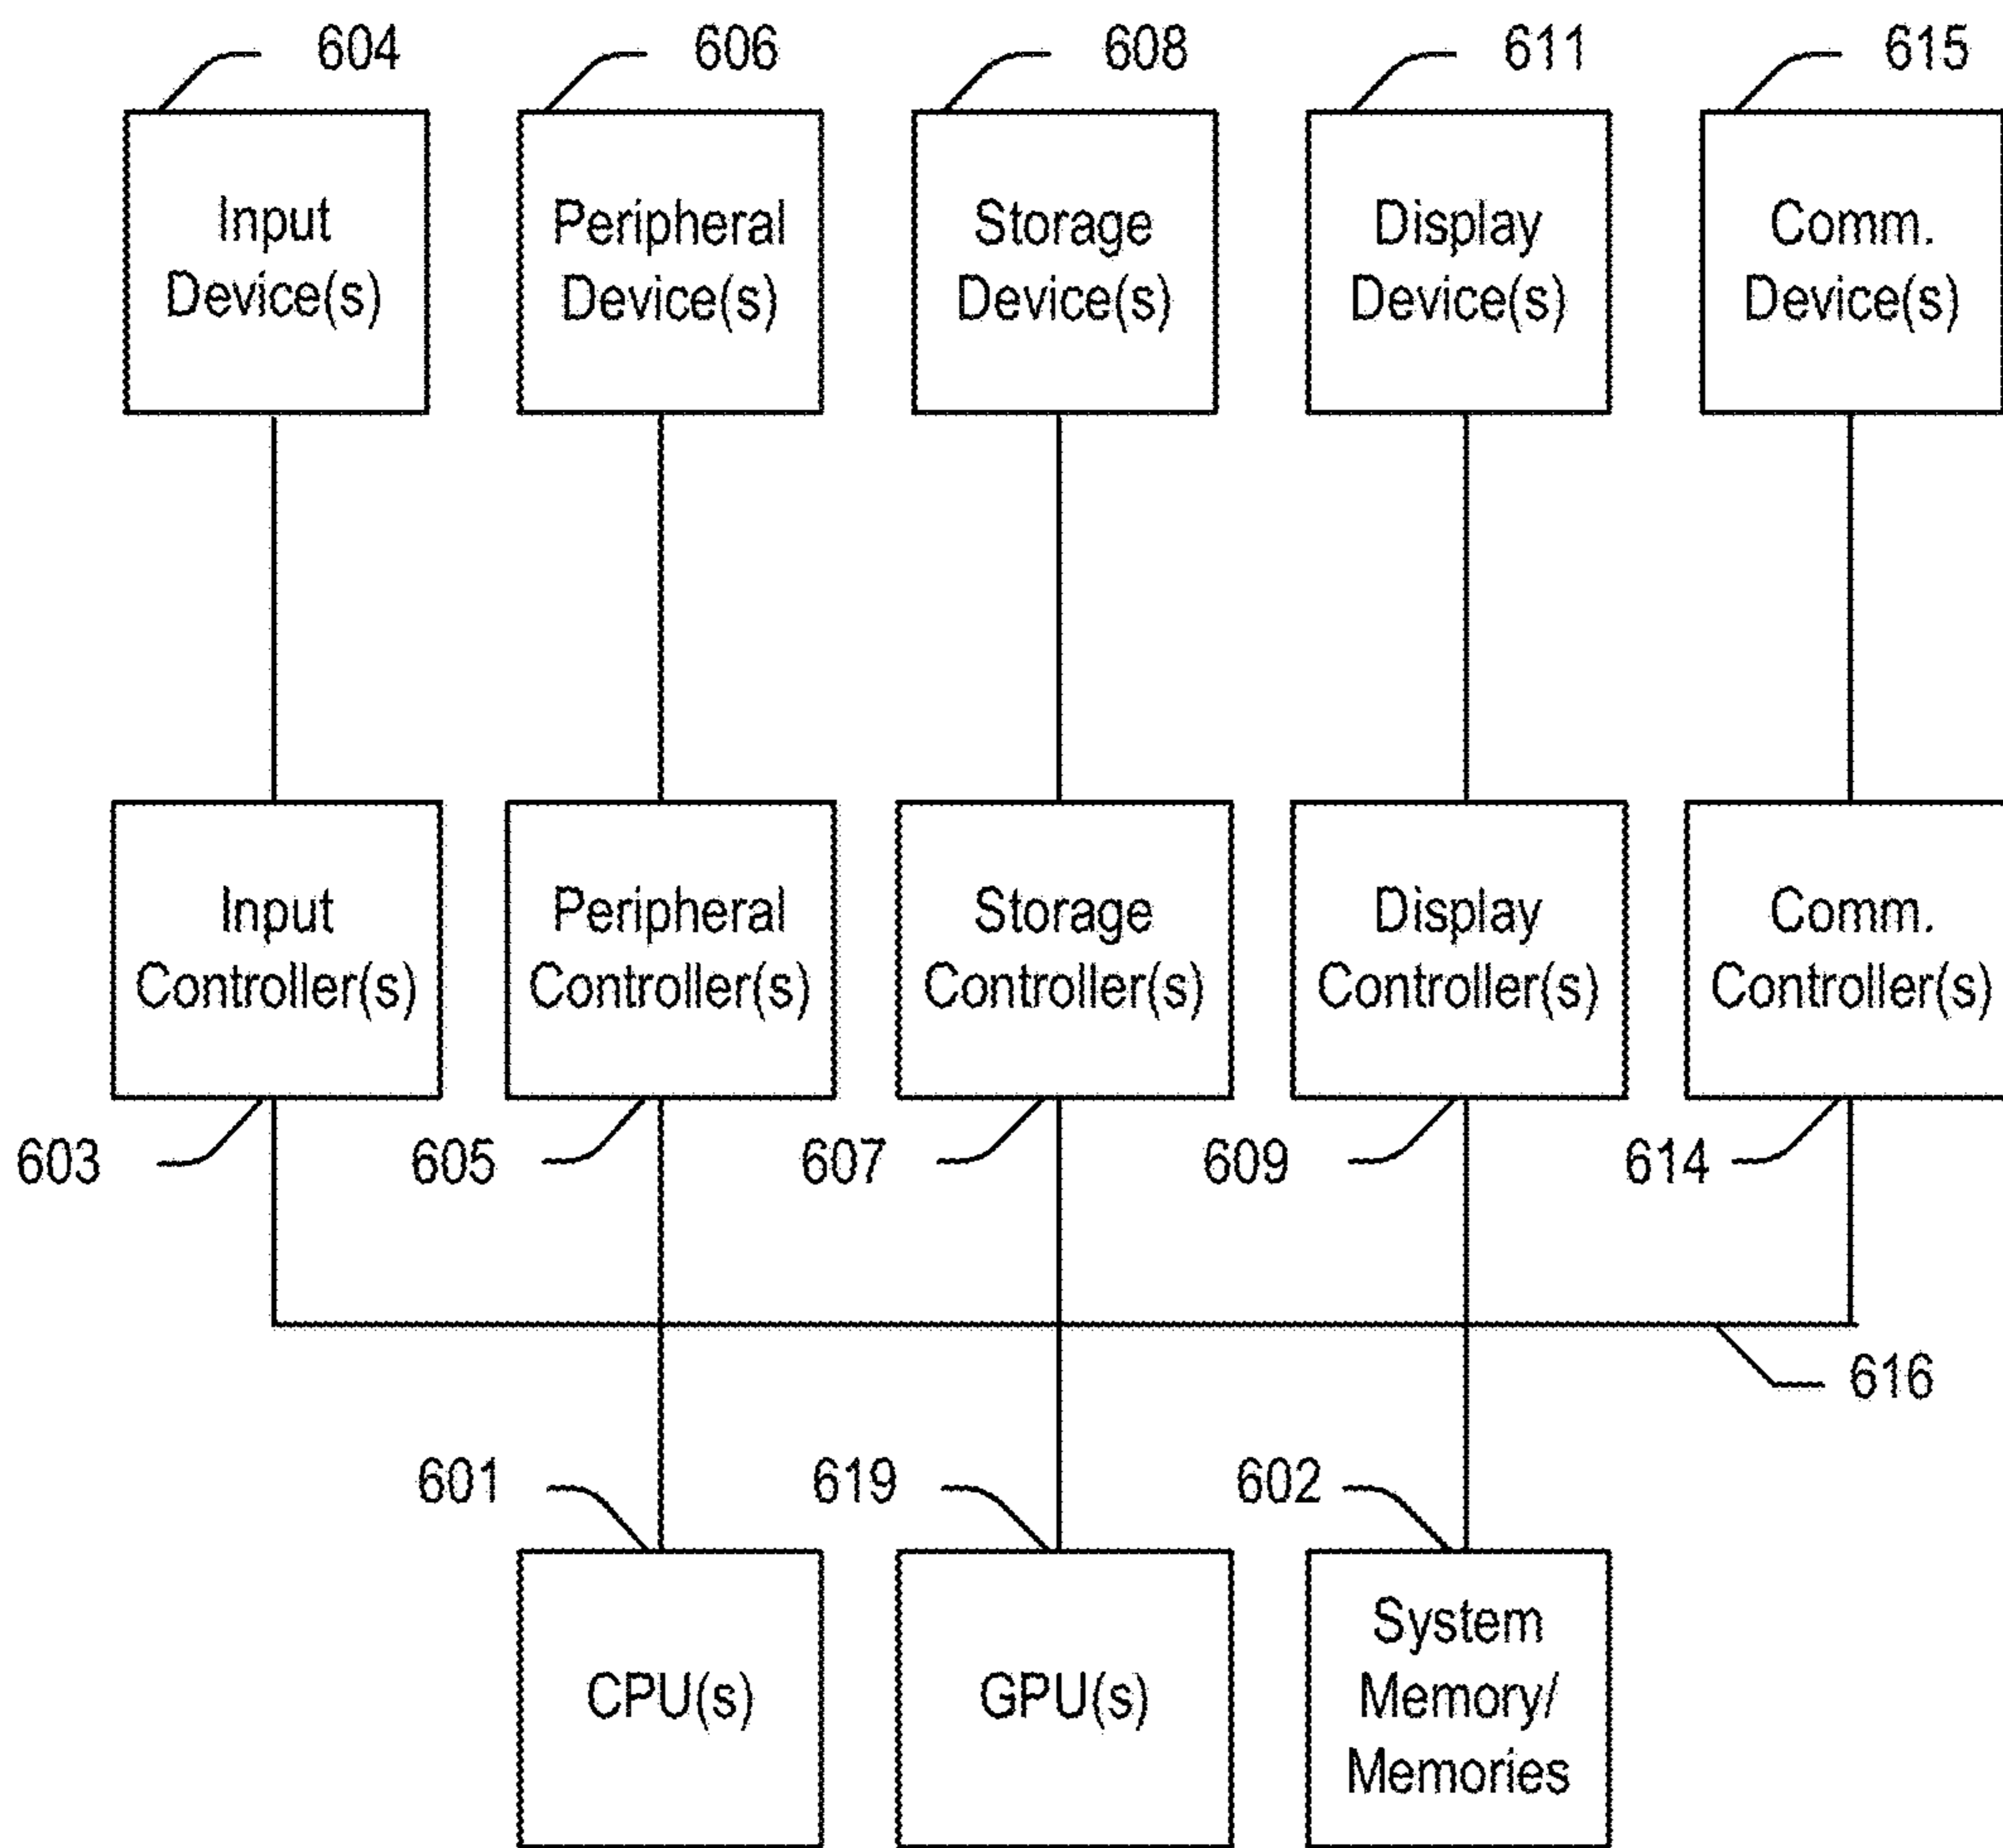 604 606 608 611 615
Input Peripheral Storage Display Comm.
Device(s) Device(s) Device(s) Device(s) Device(s)
Input Peripheral Storage Display Comm.
Controller(s) Controller(s) Controller(s) Controller(s) Controller(s)
603 605 607 609 614
616
601 619 602
CPU(s)
GPU(s)
System
Memory/
Memories